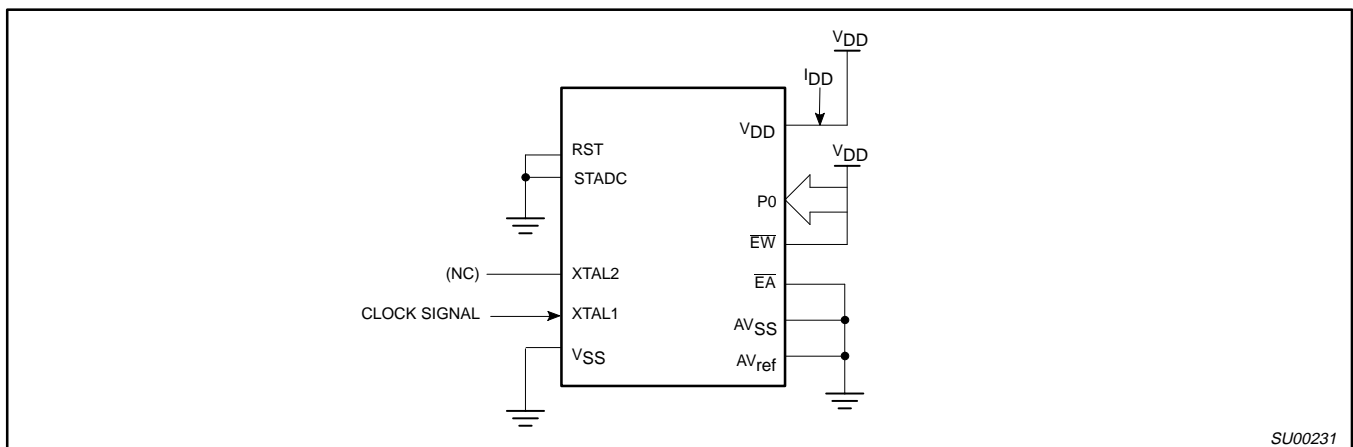 VDD
IDD
VDD
RST
STADC
VDD
P0
EW
(NC)
XTAL2
EA
CLOCK SIGNAL
XTAL1
AVSS
VSS
AVref
SU00231